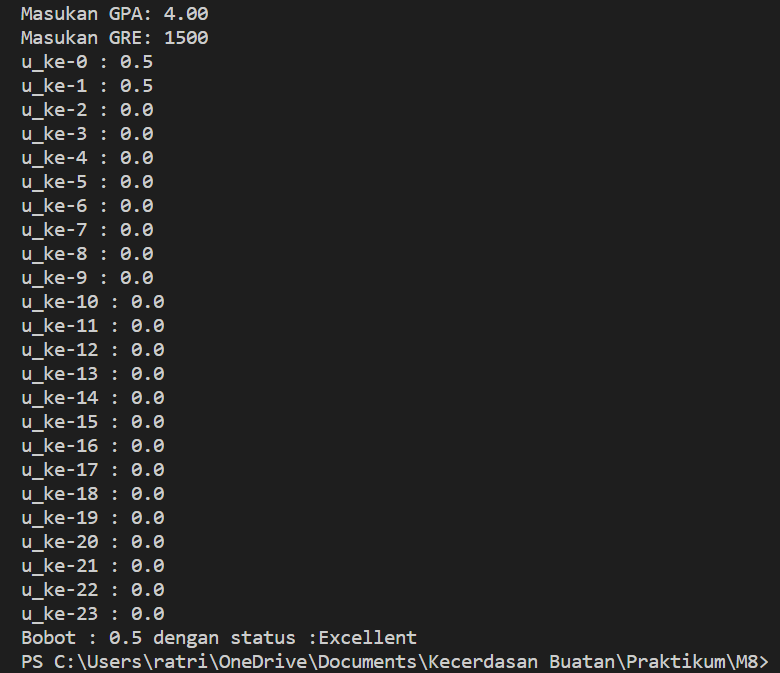 Masukan GPA: 4.00
Masukan GRE: 1500
u_ke-0 : 0.5
u_ke-1 : 0.5
u_ke-2 : 0.0
u_ke-3 : 0.0
u_ke-4 : 0.0
u_ke-5 : 0.0
u_ke-6 : 0.0
u_ke-7 : 0.0
u_ke-8 : 0.0
u_ke-9 : 0.0
u_ke-10 : 0.0
u_ke-11 : 0.0
u_ke-12 : 0.0
u_ke-13 : 0.0
u_ke-14 : 0.0
u_ke-15 : 0.0
u_ke-16 : 0.0
u_ke-17 : 0.0
u_ke-18 : 0.0
u_ke-19 : 0.0
u_ke-20 : 0.0
u_ke-21 : 0.0
u_ke-22 : 0.0
u_ke-23 : 0.0
Bobot : 0.5 dengan status :Excellent
PS C:\Users\ratri\OneDrive\Documents\Kecerdasan Buatan\Praktikum\M8>